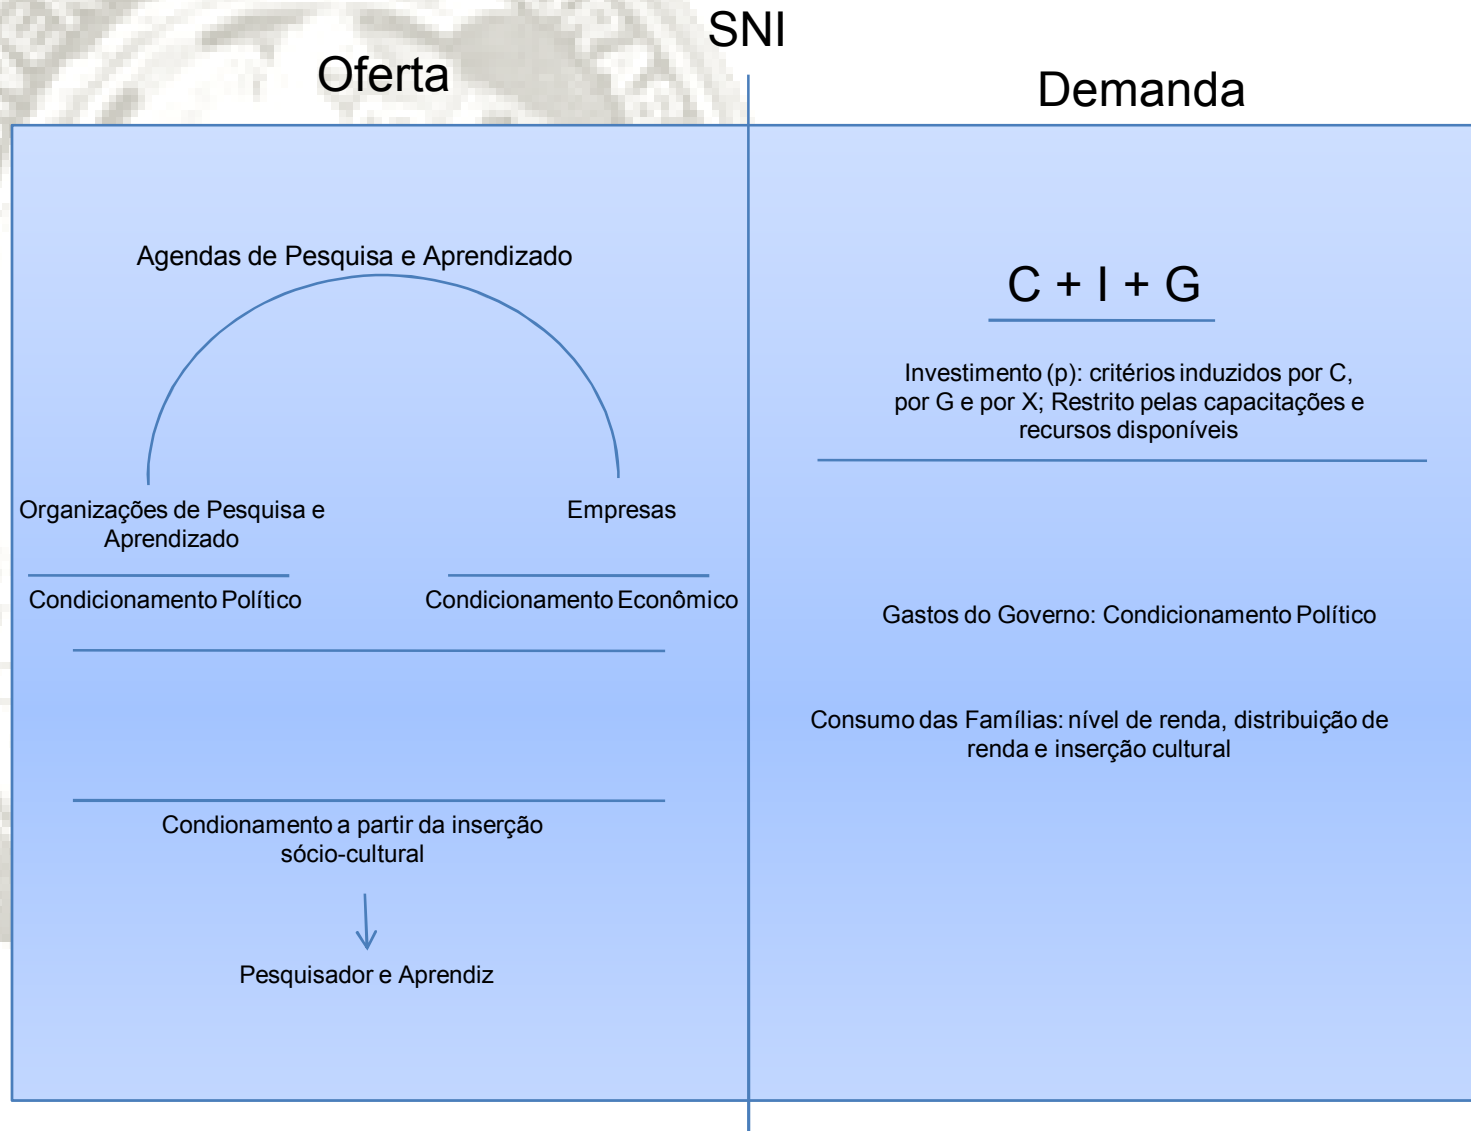 SNI
Oferta
Demanda
Agendas de Pesquisa e Aprendizado
Organizações de Pesquisa e
Aprendizado
Empresas
Condicionamento Político
Condicionamento Econômico
Condionamento a partir da inserção
sócio-cultural
Pesquisador e Aprendiz
C + I + G
Investimento (p): critérios induzidos por C,
por G e por X; Restrito pelas capacitações e
recursos disponíveis
Gastos do Governo: Condicionamento Político
Consumo das Famílias: nível de renda, distribuição de
renda e inserção cultural